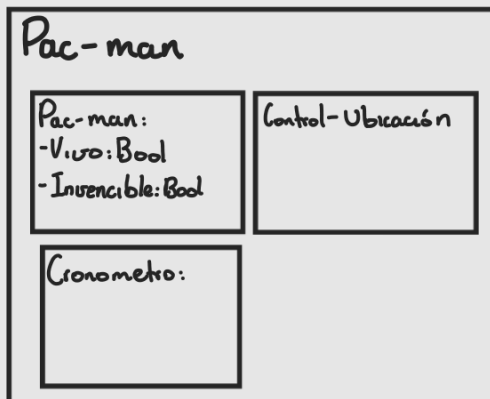 Pac-man
Pac-man:
-Vivo: Bool
-Invencible: Bool
Control-Ubicación
Cronometro: